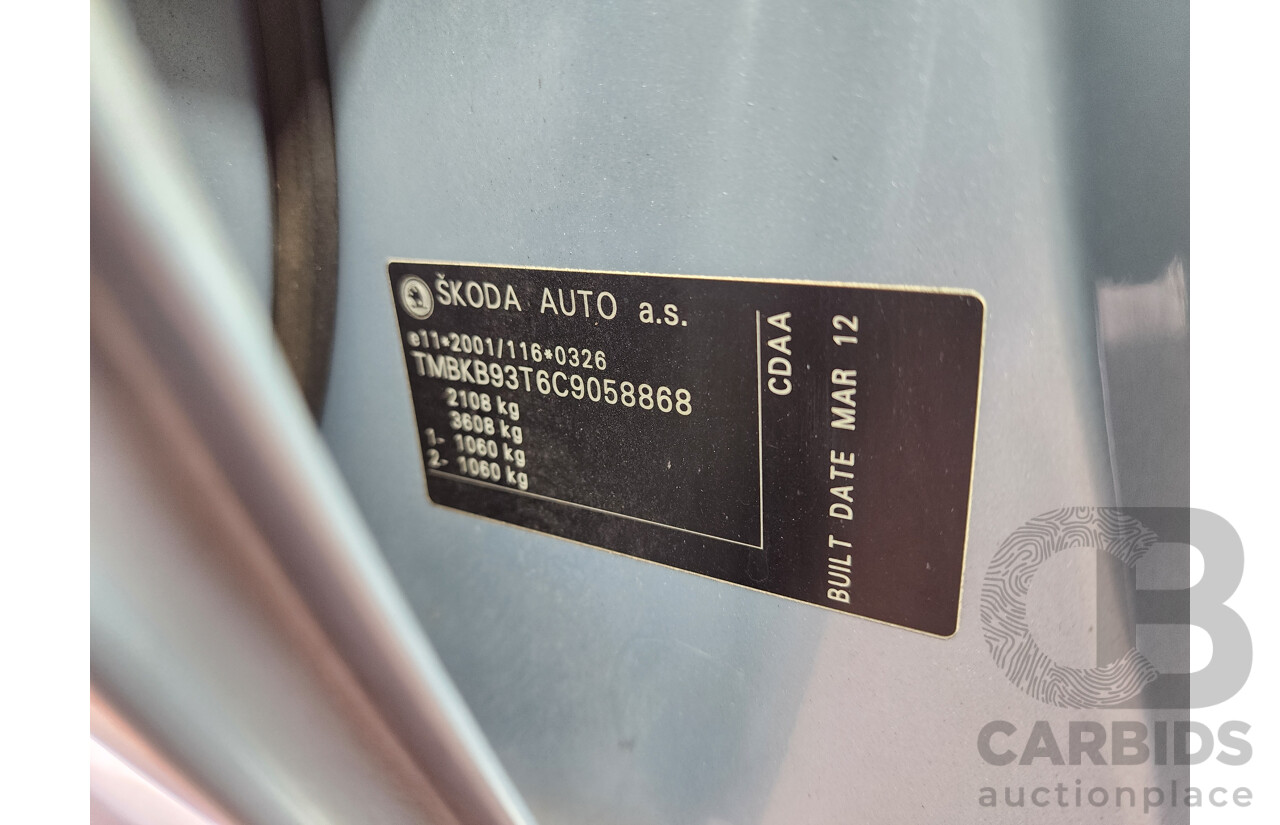 ŠKODA AUTO a.s.
e11*2001/116*0326
TMBKB93T6C9058868
2108 kg
3608 kg
1- 1060 kg
2- 1060 kg
CDAA
BUILT DATE MAR 12
CB
CARBIDS
auctionplace